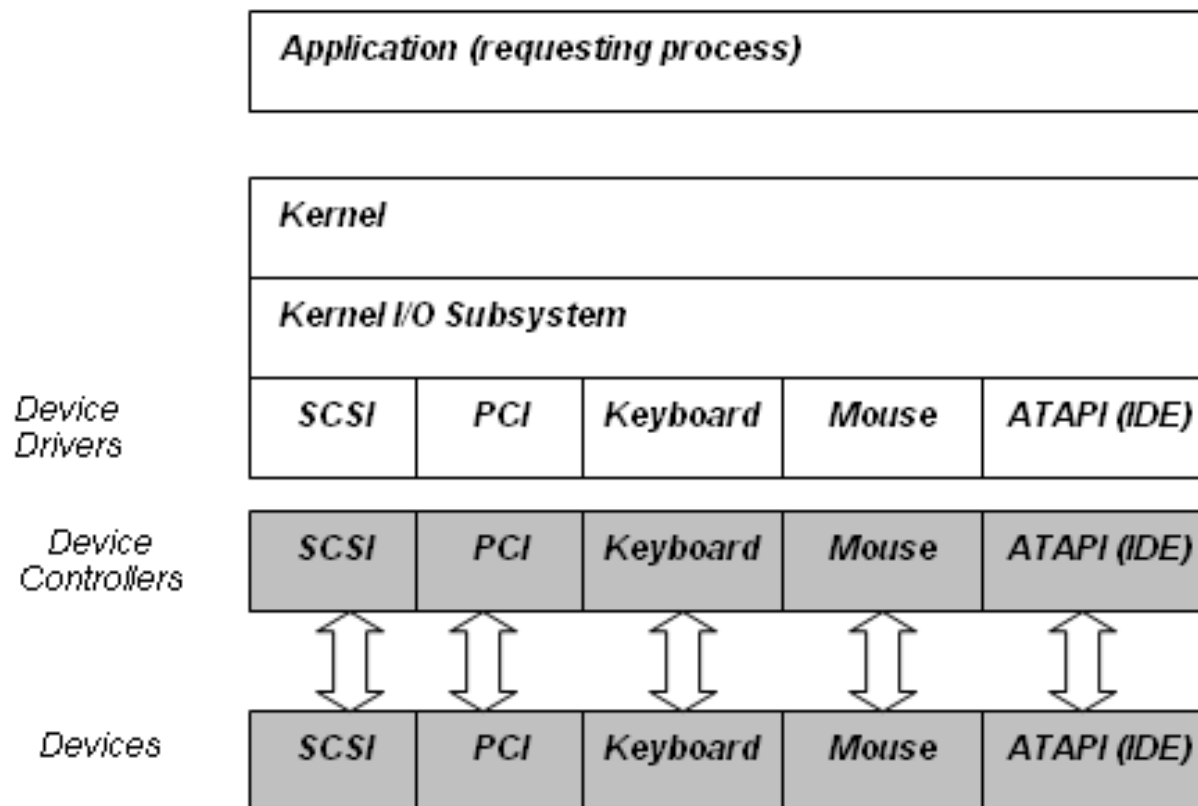 Application (requesting process)
Kernel
Kernel I/O Subsystem
Device
Drivers
SCSI PCI Keyboard Mouse ATAPI (IDE)
Device
Controllers
SCSI PCI Keyboard Mouse ATAPI (IDE)
Devices
SCSI PCI Keyboard Mouse ATAPI (IDE)